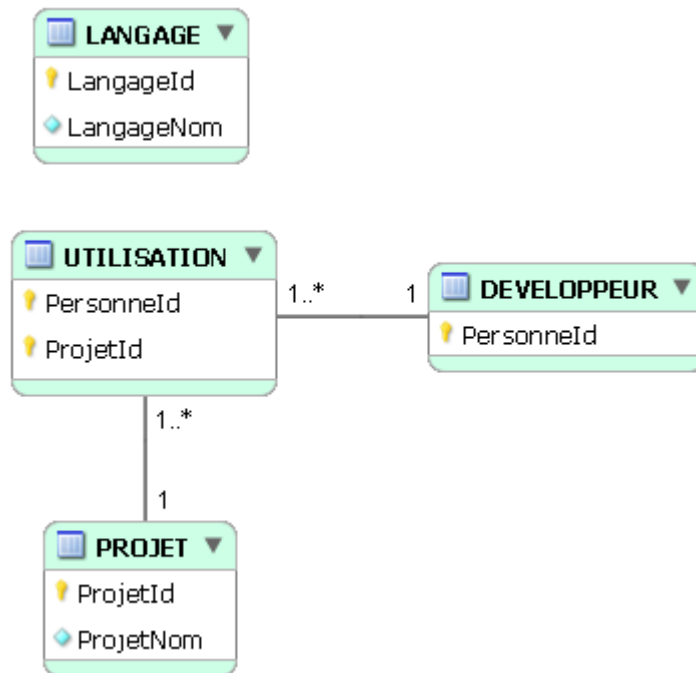 LANGAGE
LangageId
LangageNom
UTILISATION
PersonneId
ProjetId
1..*
1
DEVELOPPEUR
PersonneId
1..*
1
PROJET
ProjetId
ProjetNom